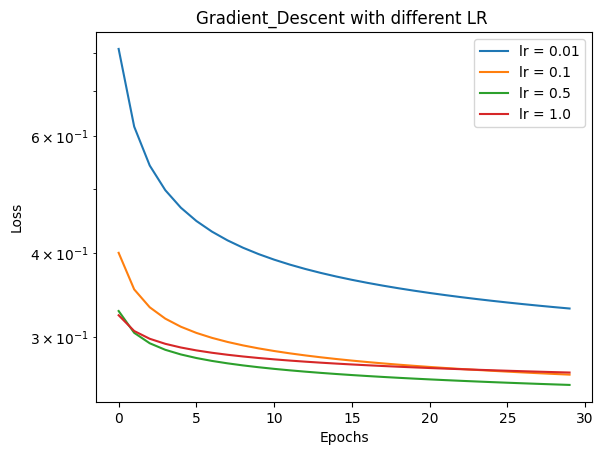 Gradient_Descent with different LR
lr = 0.01
lr = 0.1
lr = 0.5
lr = 1.0
Loss
6 × 10⁻¹
4 × 10⁻¹
3 × 10⁻¹
0 5 10 15 20 25 30
Epochs